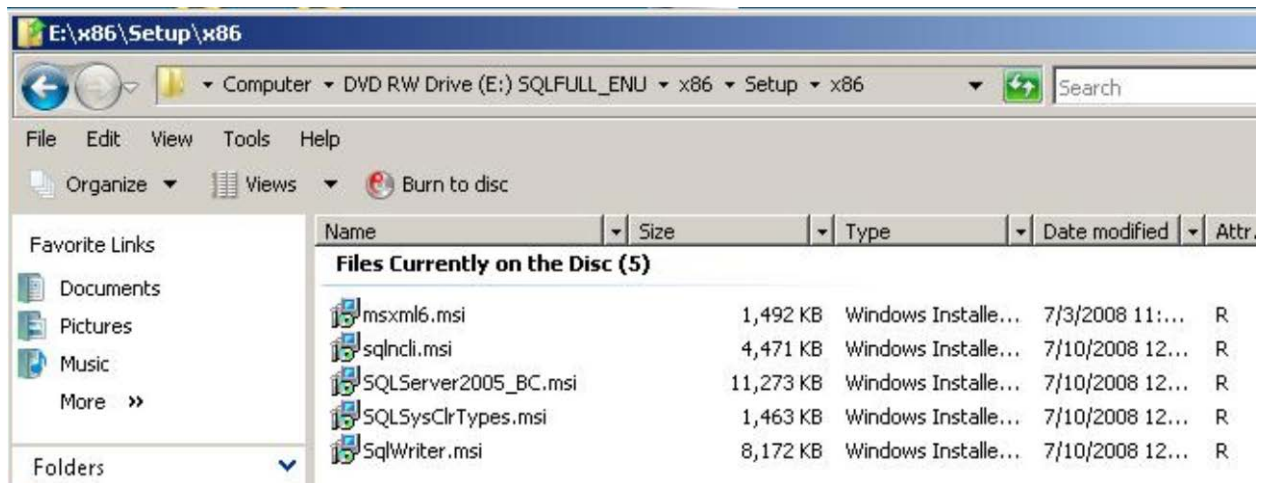 E:\x86\Setup\x86
Computer DVD RW Drive (E:) SQLFULL_ENU x86 Setup x86 Search
File Edit View Tools Help
Organize Views Burn to disc
Favorite Links
Documents
Pictures
Music
More »
Folders
Name Size Type Date modified Attr.
Files Currently on the Disc (5)
msxml6.msi 1,492 KB Windows Installe... 7/3/2008 11:... R
sqlncli.msi 4,471 KB Windows Installe... 7/10/2008 12... R
SQLServer2005_BC.msi 11,273 KB Windows Installe... 7/10/2008 12... R
SQLSysClrTypes.msi 1,463 KB Windows Installe... 7/10/2008 12... R
SqlWriter.msi 8,172 KB Windows Installe... 7/10/2008 12... R